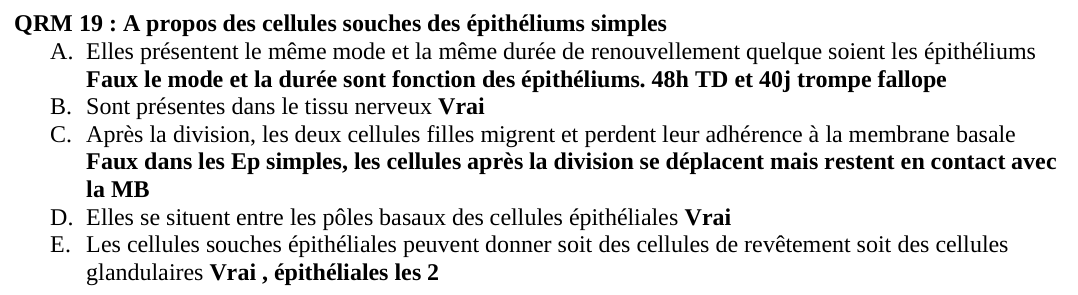 QRM 19 : A propos des cellules souches des épithéliums simples
A. Elles présentent le même mode et la même durée de renouvellement quelque soient les épithéliums
Faux le mode et la durée sont fonction des épithéliums. 48h TD et 40j trompe fallope
B. Sont présentes dans le tissu nerveux Vrai
C. Après la division, les deux cellules filles migrent et perdent leur adhérence à la membrane basale
Faux dans les Ep simples, les cellules après la division se déplacent mais restent en contact avec
la MB
D. Elles se situent entre les pôles basaux des cellules épithéliales Vrai
E. Les cellules souches épithéliales peuvent donner soit des cellules de revêtement soit des cellules
glandulaires Vrai , épithéliales les 2